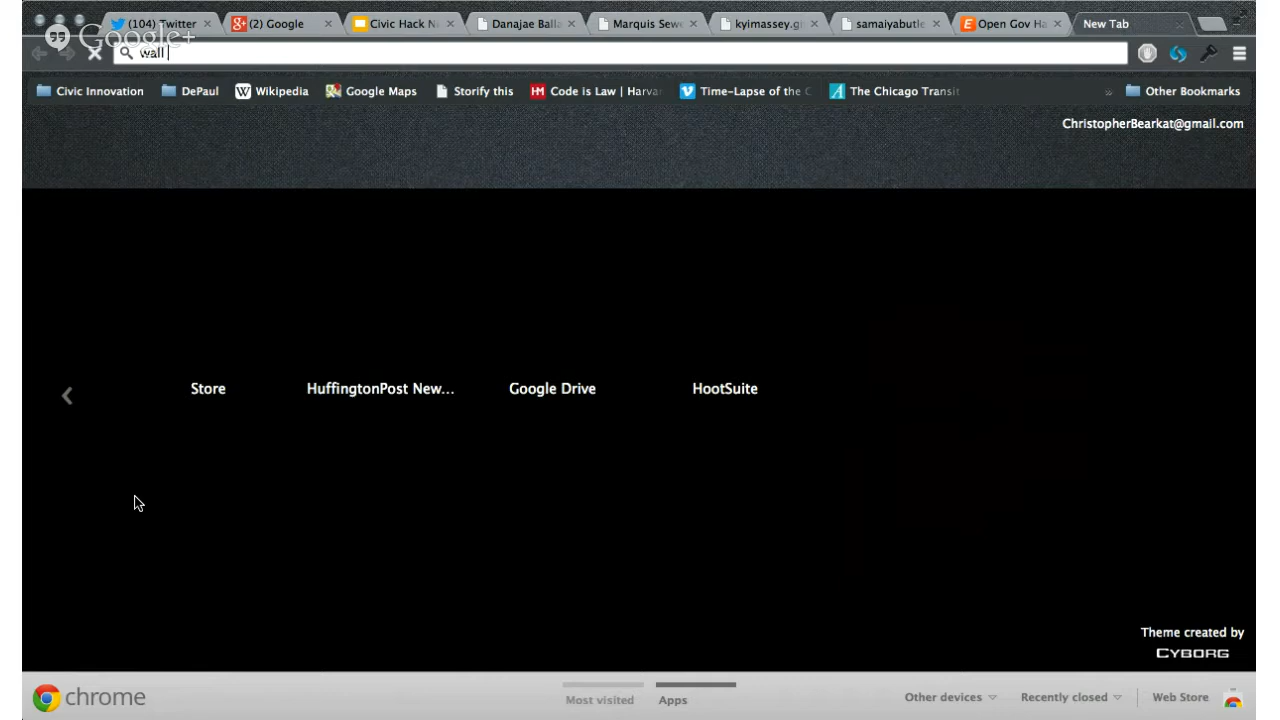 (104) Twitter
(2) Google
Civic Hack N
Danajae Balla
Marquis Sewe
kyimassey.gi
samaiyabutle
Open Gov Ha
New Tab
Google+
wall
Civic Innovation
DePaul
Wikipedia
Google Maps
Storify this
Code is Law | Harva
Time-Lapse of the C
The Chicago Transit
Other Bookmarks
ChristopherBearkat@gmail.com
Store
HuffingtonPost New...
Google Drive
HootSuite
Theme created by
CYBORG
chrome
Most visited
Apps
Other devices
Recently closed
Web Store